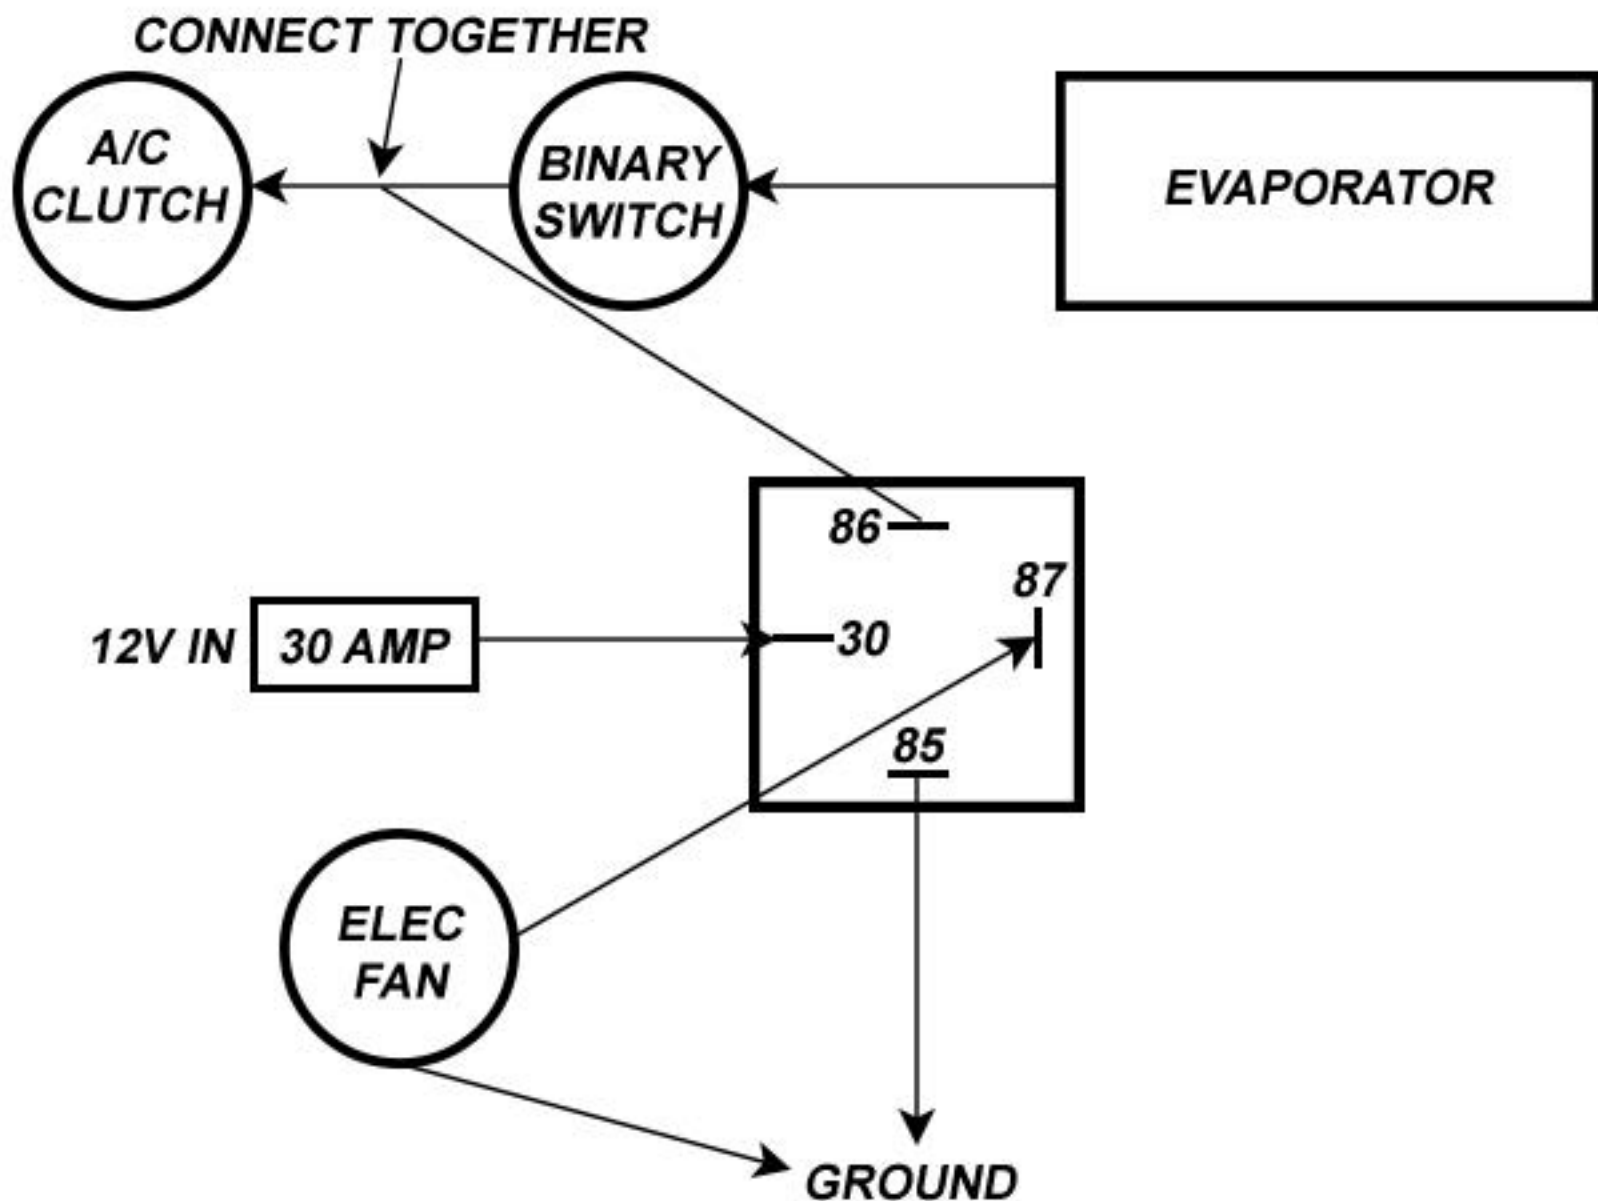 CONNECT TOGETHER
A/C
CLUTCH
BINARY
SWITCH
EVAPORATOR
86
87
12V IN
30 AMP
30
85
ELEC
FAN
GROUND